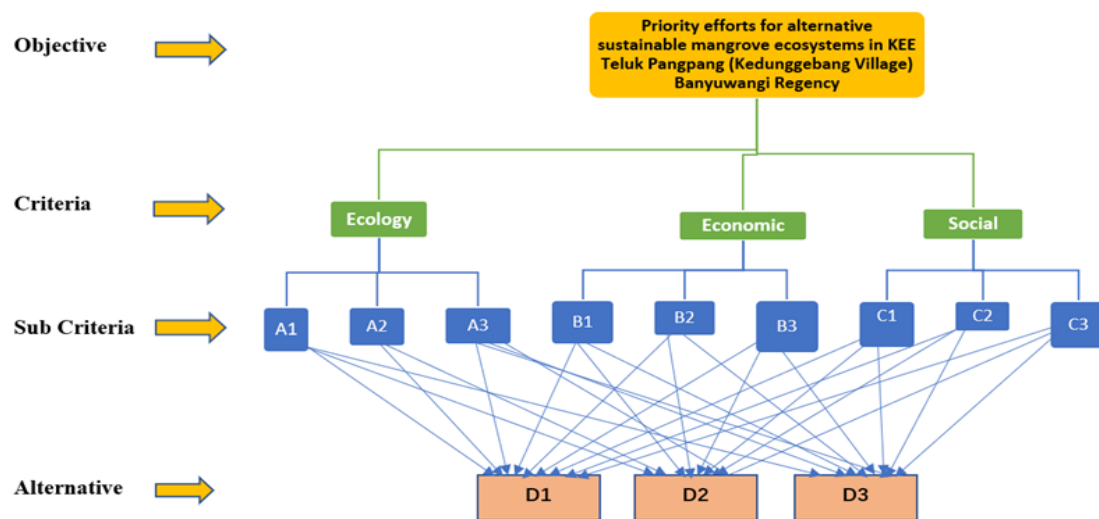 Objective
Priority efforts for alternative
sustainable mangrove ecosystems in KEE
Teluk Pangpang (Kedunggebang Village)
Banyuwangi Regency
Criteria
Ecology
Economic
Social
Sub Criteria
A1
A2
A3
B1
B2
B3
C1
C2
C3
Alternative
D1
D2
D3